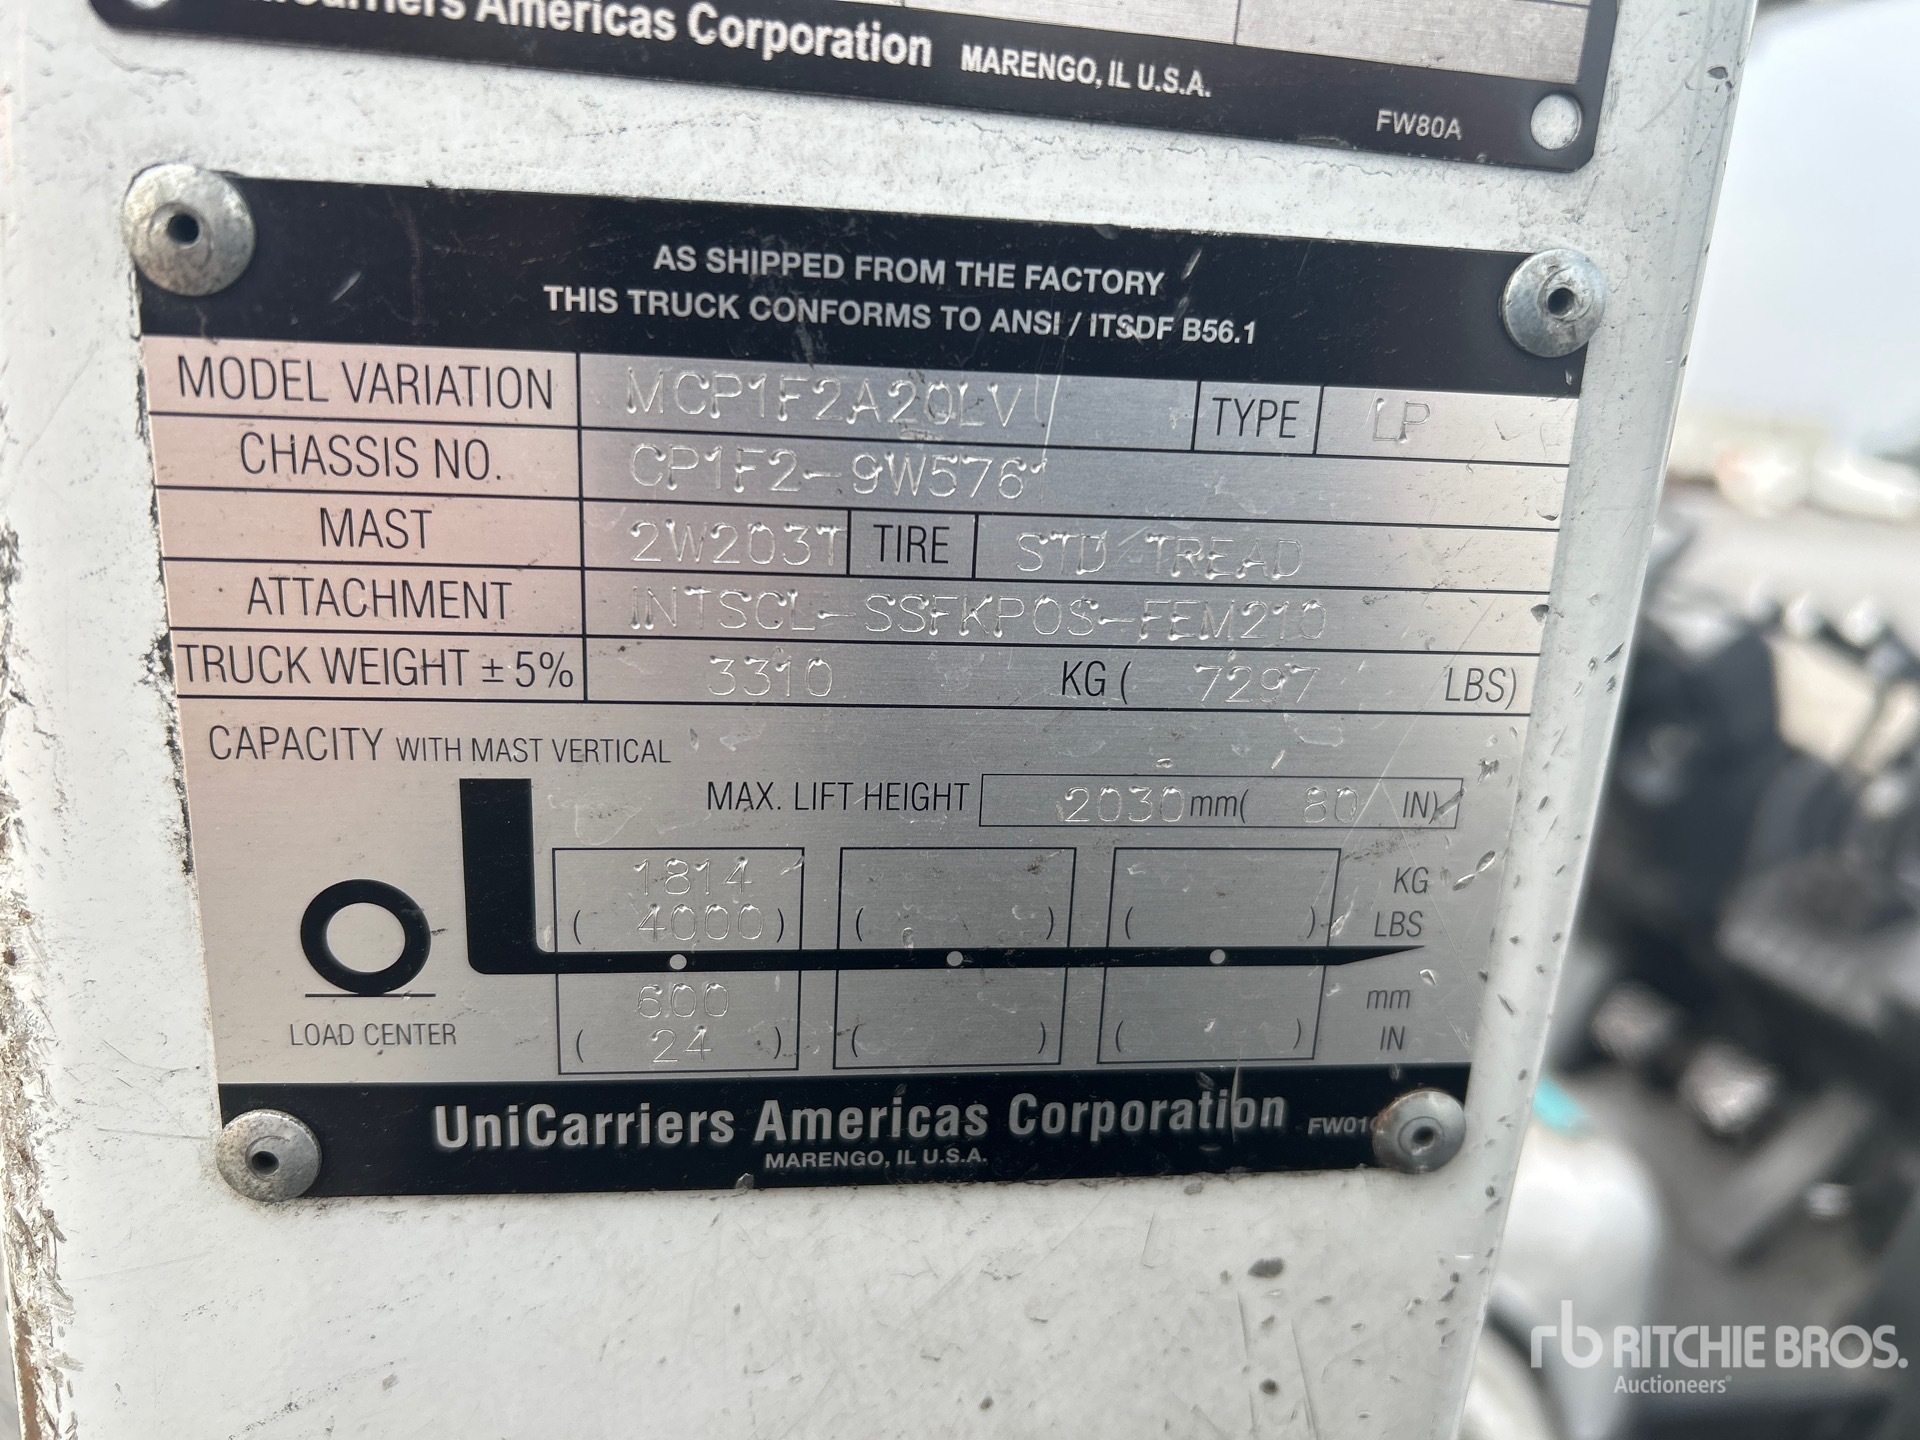 UniCarriers Americas Corporation MARENGO, IL U.S.A.
FW80A
AS SHIPPED FROM THE FACTORY
THIS TRUCK CONFORMS TO ANSI / ITSDF B56.1
MODEL VARIATION MCP1F2A20LV TYPE LP
CHASSIS NO. CP1F2-9W5761
MAST 2W203T TIRE STD TREAD
ATTACHMENT INTSCL-SSFKPOS-FEM210
TRUCK WEIGHT ± 5% 3310 KG ( 7297 LBS)
CAPACITY WITH MAST VERTICAL
MAX. LIFT HEIGHT 2030 mm( 80 IN)
1814 KG
( 4000 ) ( ) ( ) LBS
600 mm
LOAD CENTER ( 24 ) ( ) ( ) IN
UniCarriers Americas Corporation
MARENGO, IL U.S.A.
rb RITCHIE BROS.
Auctioneers